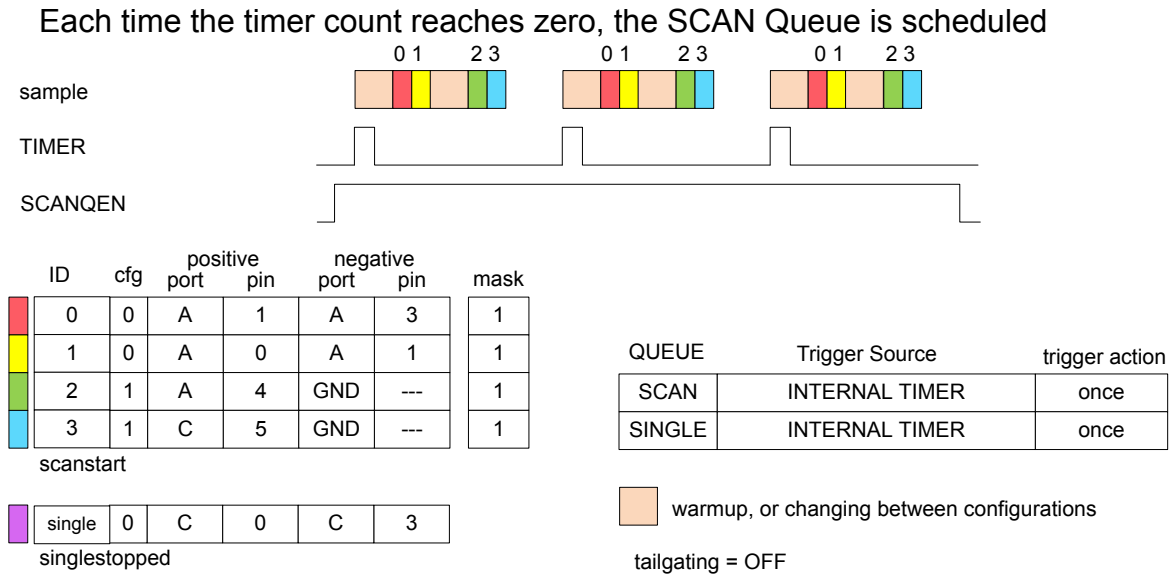 Each time the timer count reaches zero, the SCAN Queue is scheduled
0 1 2 3 0 1 2 3 0 1 2 3
sample
TIMER
SCANQEN
positive negative
ID cfg port pin port pin mask
0 0 A 1 A 3 1
1 0 A 0 A 1 1
2 1 A 4 GND --- 1
3 1 C 5 GND --- 1
scanstart
single 0 C 0 C 3
singlestopped
QUEUE Trigger Source trigger action
SCAN INTERNAL TIMER once
SINGLE INTERNAL TIMER once
warmup, or changing between configurations
tailgating = OFF